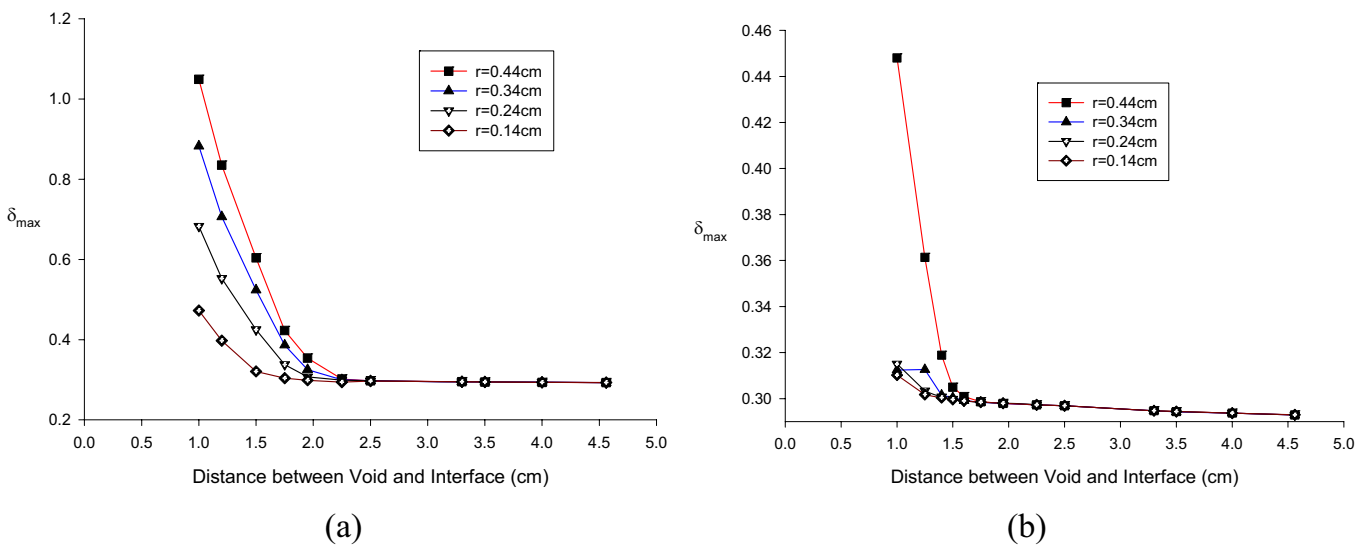 1.2
1.0
0.8
0.6
0.4
0.2
δmax
r=0.44cm
r=0.34cm
r=0.24cm
r=0.14cm
0.0 0.5 1.0 1.5 2.0 2.5 3.0 3.5 4.0 4.5 5.0
Distance between Void and Interface (cm)
(a)
0.46
0.44
0.42
0.40
0.38
0.36
0.34
0.32
0.30
δmax
r=0.44cm
r=0.34cm
r=0.24cm
r=0.14cm
0.0 0.5 1.0 1.5 2.0 2.5 3.0 3.5 4.0 4.5 5.0
Distance between Void and Interface (cm)
(b)